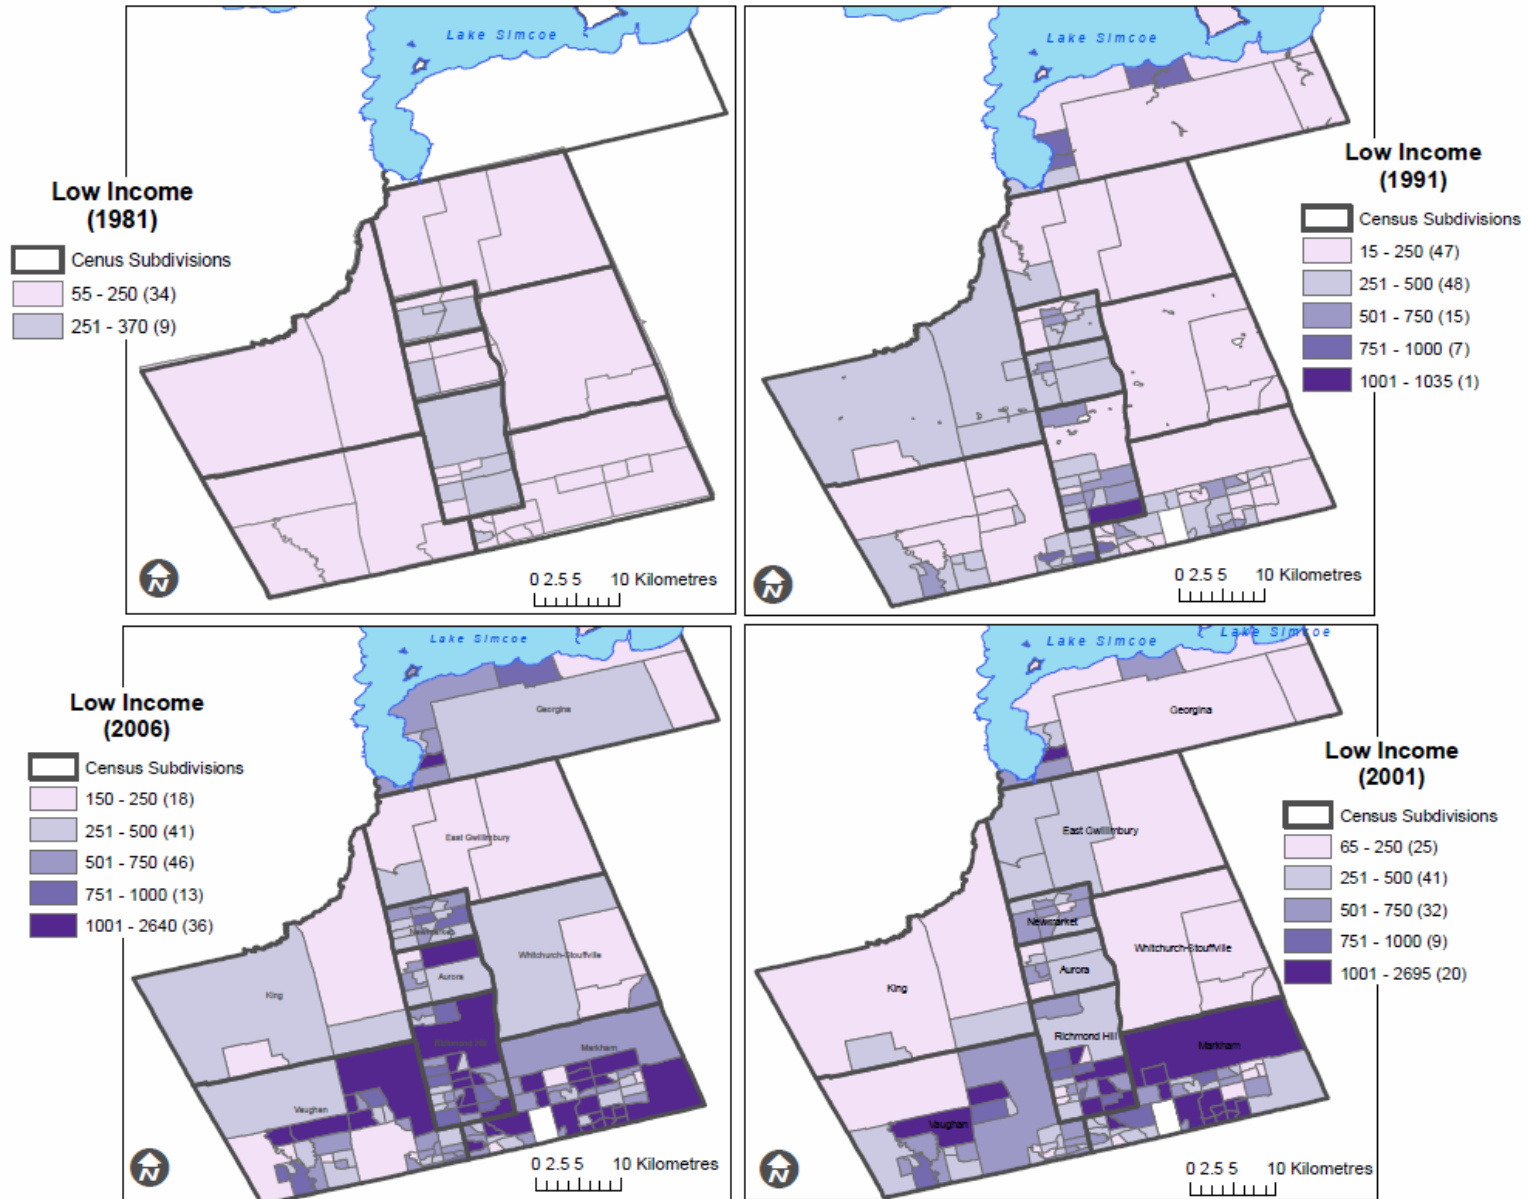 Lake Simcoe
Low Income
(1981)
Cenus Subdivisions
55 - 250 (34)
251 - 370 (9)
N
0 2.5 5 10 Kilometres
Lake Simcoe
Low Income
(1991)
Census Subdivisions
15 - 250 (47)
251 - 500 (48)
501 - 750 (15)
751 - 1000 (7)
1001 - 1035 (1)
N
0 2.5 5 10 Kilometres
Lake Simcoe
Low Income
(2006)
Census Subdivisions
150 - 250 (18)
251 - 500 (41)
501 - 750 (46)
751 - 1000 (13)
1001 - 2640 (36)
Georgina
East Gwillimbury
Newmarket
Whitchurch-Stouffville
Aurora
King
Richmond Hill
Markham
Vaughan
N
0 2.5 5 10 Kilometres
Lake Simcoe
Lake Simcoe
Georgina
Low Income
(2001)
Census Subdivisions
65 - 250 (25)
251 - 500 (41)
501 - 750 (32)
751 - 1000 (9)
1001 - 2695 (20)
East Gwillimbury
Newmarket
Whitchurch-Stouffville
Aurora
King
Richmond Hill
Markham
Vaughan
N
0 2.5 5 10 Kilometres